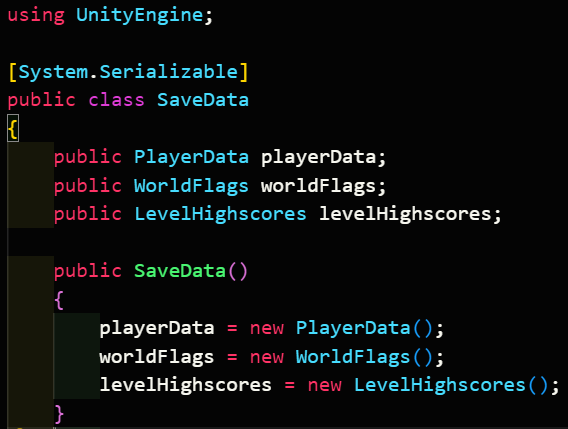 using UnityEngine;
[System.Serializable]
public class SaveData
{
public PlayerData playerData;
public WorldFlags worldFlags;
public LevelHighscores levelHighscores;
public SaveData()
{
playerData = new PlayerData();
worldFlags = new WorldFlags();
levelHighscores = new LevelHighscores();
}